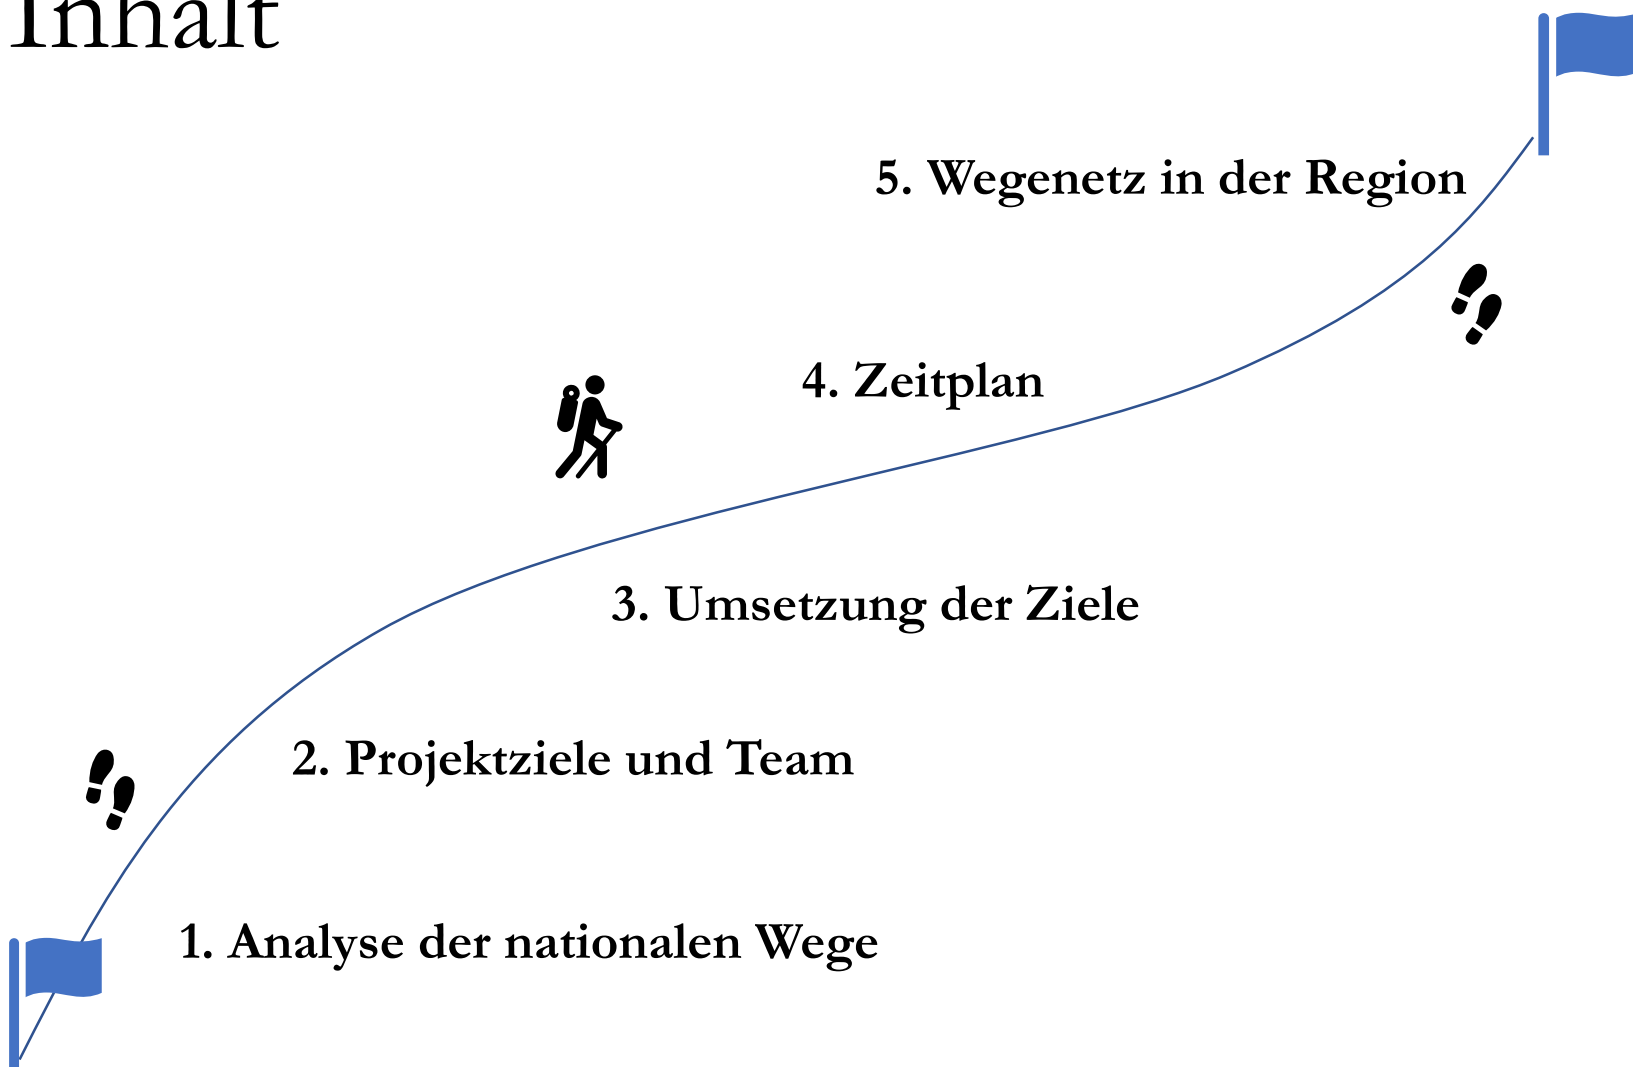 Inhalt
5. Wegenetz in der Region
4. Zeitplan
3. Umsetzung der Ziele
2. Projektziele und Team
1. Analyse der nationalen Wege